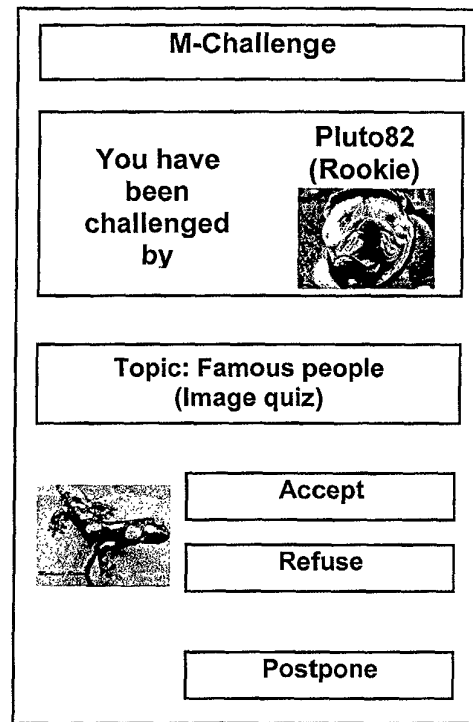 M-Challenge
You have
been
challenged
by
Pluto82
(Rookie)
Topic: Famous people
(Image quiz)
Accept
Refuse
Postpone